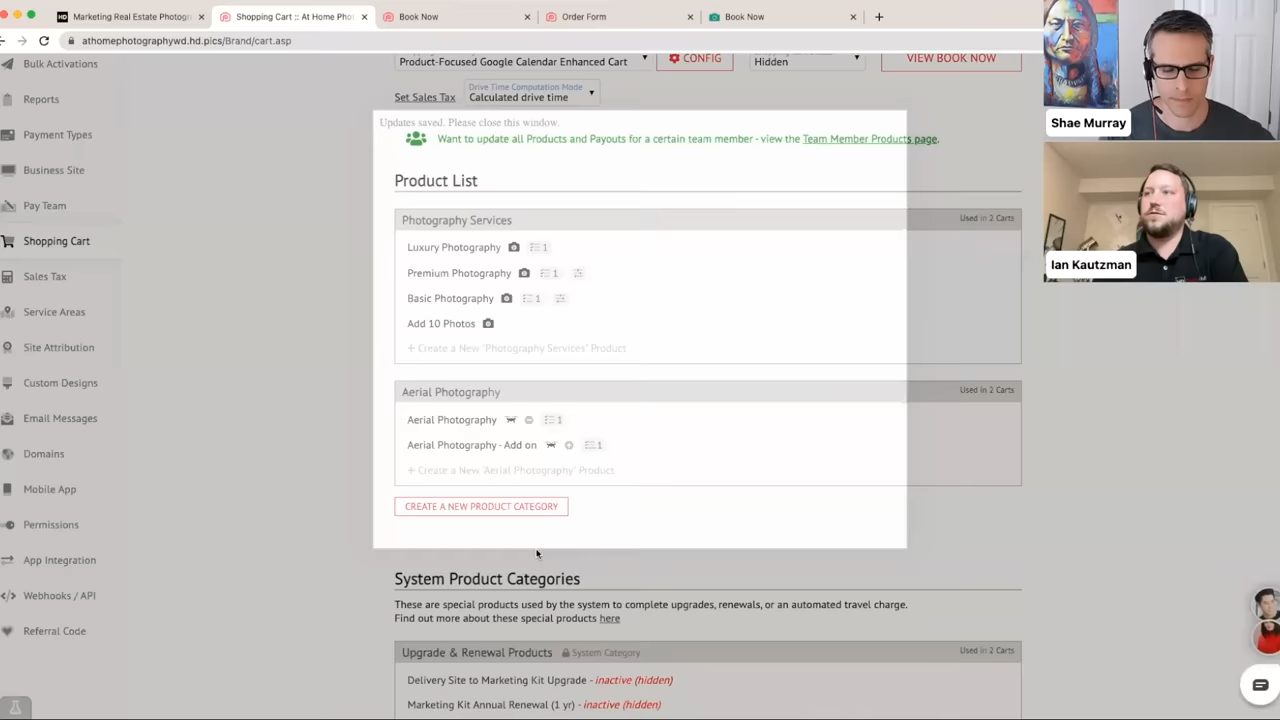 Marketing Real Estate Photogr
Shopping Cart :: At Home Pho
Book Now
Order Form
Book Now
athomephotographywd.hd.pics/Brand/cart.asp
Bulk Activations
Reports
Payment Types
Business Site
Pay Team
Shopping Cart
Sales Tax
Service Areas
Site Attribution
Custom Designs
Email Messages
Domains
Mobile App
Permissions
App Integration
Webhooks / API
Referral Code
Product-Focused Google Calendar Enhanced Cart
CONFIG
Hidden
VIEW BOOK NOW
Set Sales Tax
Drive Time Computation Mode
Calculated drive time
Updates saved. Please close this window.
Want to update all Products and Payouts for a certain team member - view the Team Member Products page.
Product List
Photography Services
Used in 2 Carts
Luxury Photography 1
Premium Photography 1
Basic Photography 1
Add 10 Photos
+ Create a New 'Photography Services' Product
Aerial Photography
Used in 2 Carts
Aerial Photography 1
Aerial Photography - Add on 1
+ Create a New 'Aerial Photography' Product
CREATE A NEW PRODUCT CATEGORY
System Product Categories
These are special products used by the system to complete upgrades, renewals, or an automated travel charge.
Find out more about these special products here
Upgrade & Renewal Products System Category
Used in 2 Carts
Delivery Site to Marketing Kit Upgrade - inactive (hidden)
Marketing Kit Annual Renewal (1 yr) - inactive (hidden)
Shae Murray
Ian Kautzman